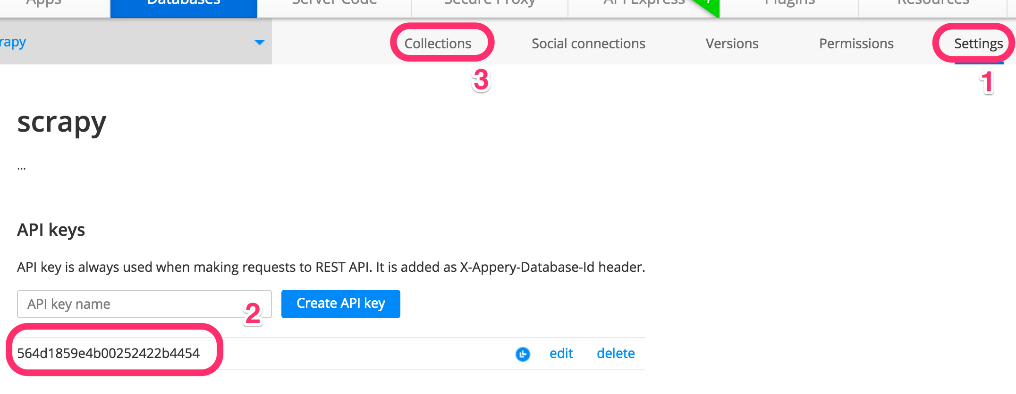 Apps Databases Server Code Secure Proxy API Express Plugins Resources
rapy Collections Social connections Versions Permissions Settings
3 1
scrapy
...
API keys
API key is always used when making requests to REST API. It is added as X-Appery-Database-Id header.
API key name 2 Create API key
564d1859e4b00252422b4454 edit delete